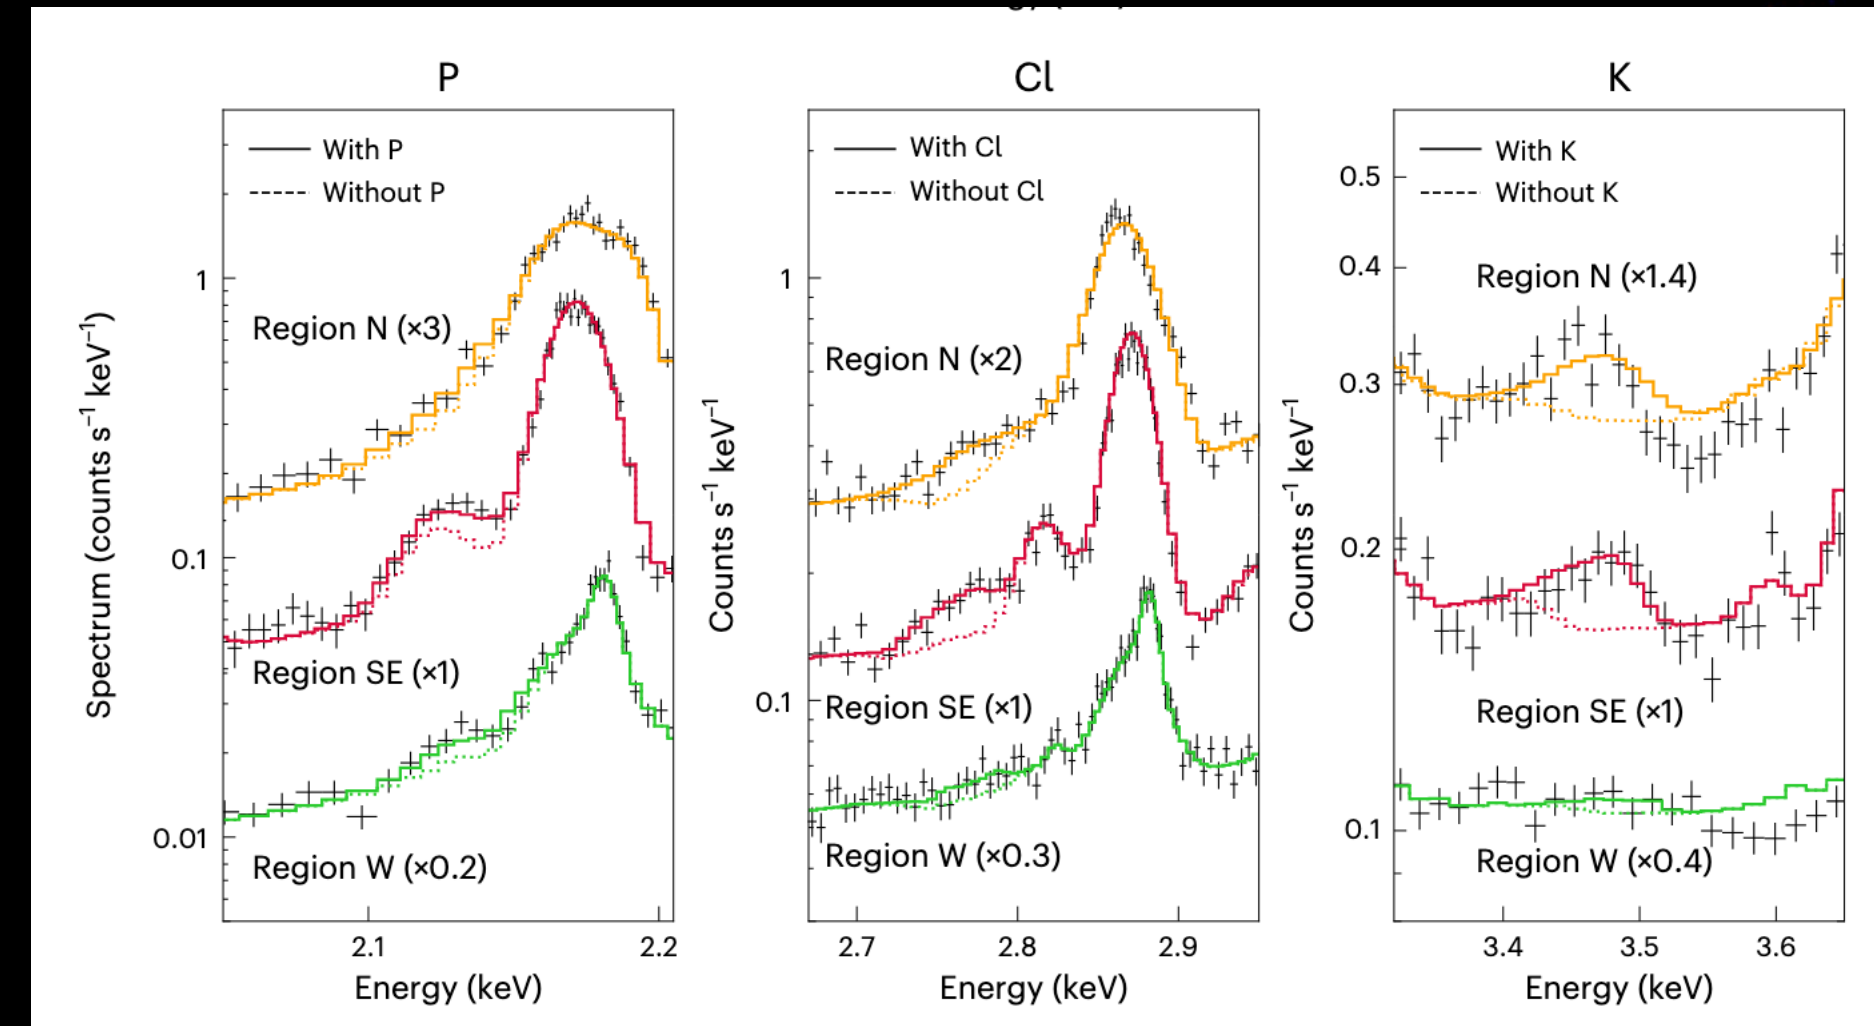 P
With P
Without P
1
0.1
0.01
Region N (×3)
Region SE (×1)
Region W (×0.2)
2.1
2.2
Energy (keV)
Spectrum (counts s⁻¹ keV⁻¹)
Cl
With Cl
Without Cl
1
0.1
Region N (×2)
Region SE (×1)
Region W (×0.3)
2.7
2.8
2.9
Energy (keV)
Counts s⁻¹ keV⁻¹
K
With K
Without K
0.5
0.4
0.3
0.2
0.1
Region N (×1.4)
Region SE (×1)
Region W (×0.4)
3.4
3.5
3.6
Energy (keV)
Counts s⁻¹ keV⁻¹